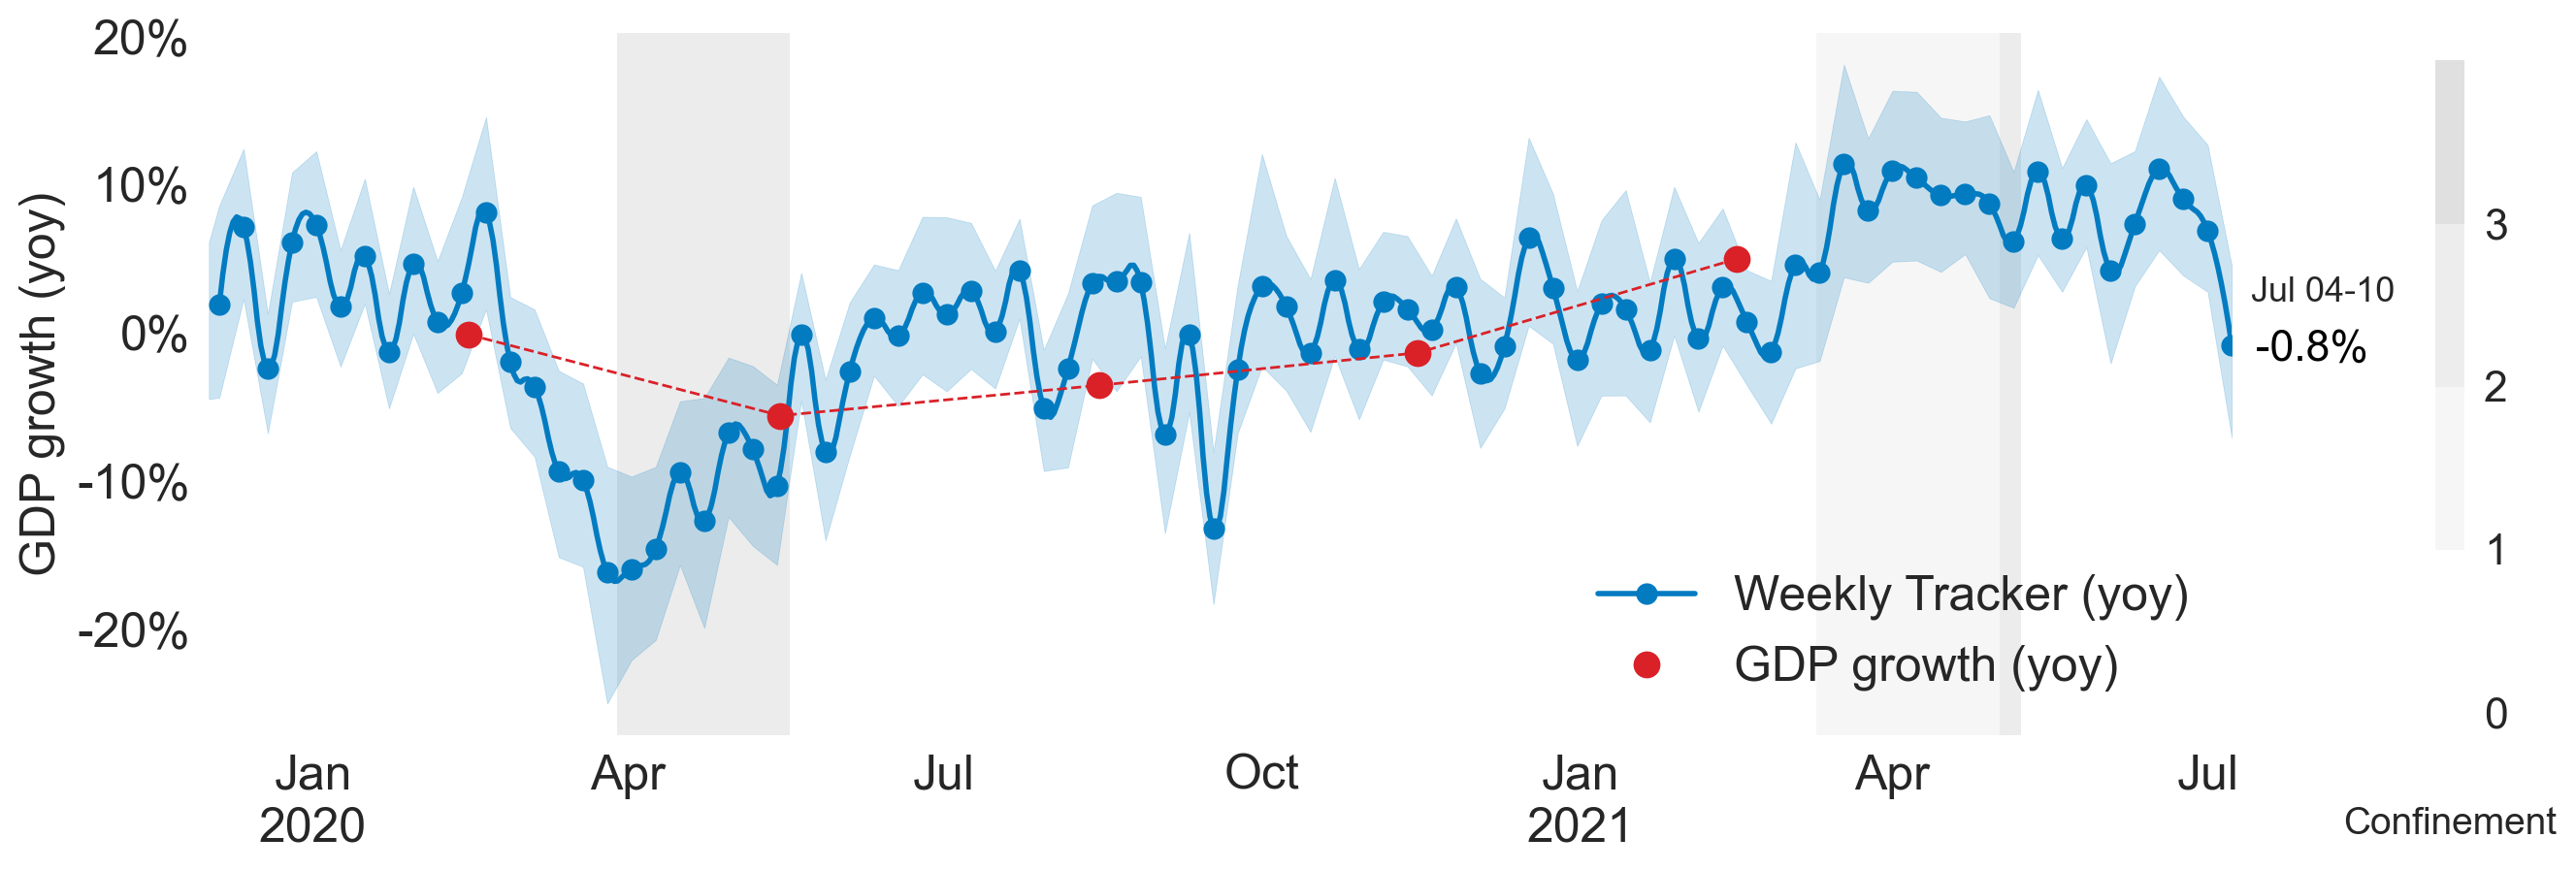 20%
10%
0%
-10%
-20%
GDP growth (yoy)
Jan
2020
Apr
Jul
Oct
Jan
2021
Apr
Jul
Weekly Tracker (yoy)
GDP growth (yoy)
Jul 04-10
-0.8%
3
2
1
0
Confinement